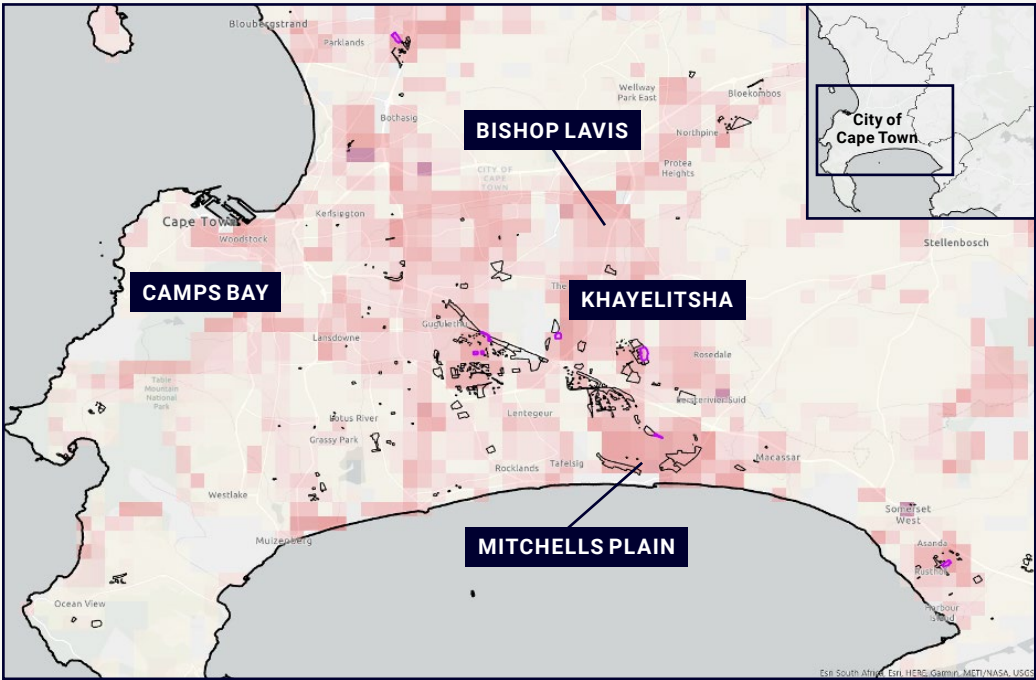 Bloubergstrand
Parklands
Wellway
Park East
Bloekombos
Bothasig
BISHOP LAVIS
Northpine
City of
Cape Town
CITY OF
CAPE
TOWN
Protea
Heights
Kensington
Cape Town
Woodstock
Stellenbosch
CAMPS BAY
The
KHAYELITSHA
Gugulethu
Lansdowne
Rosedale
Table
Mountain
National
Park
Lotus River
Lentegeur
Grassy Park
Rocklands
Tafelsig
Macassar
Westlake
Somerset
West
Muizenberg
MITCHELLS PLAIN
Asanda
Ocean View
Harbour
Island
Esri South Africa, Esri, HERE, Garmin, METI/NASA, USGS